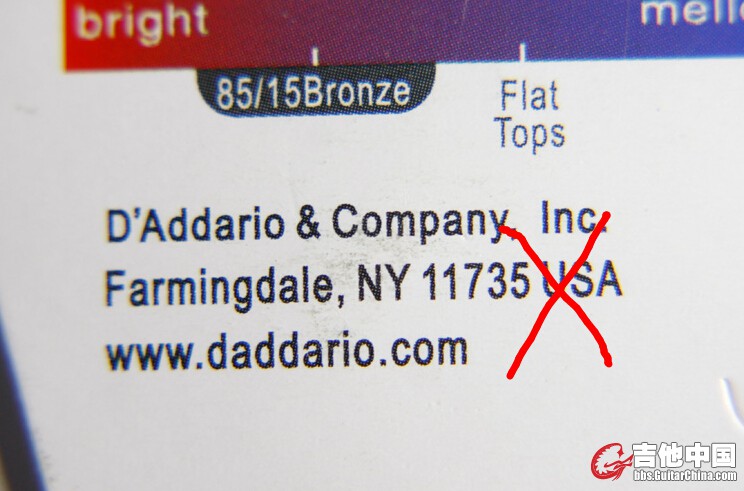 bright
85/15Bronze
Flat
Tops
D'Addario & Company, Inc.
Farmingdale, NY 11735 USA
www.daddario.com
吉他中国
bbs.GuitarChina.com